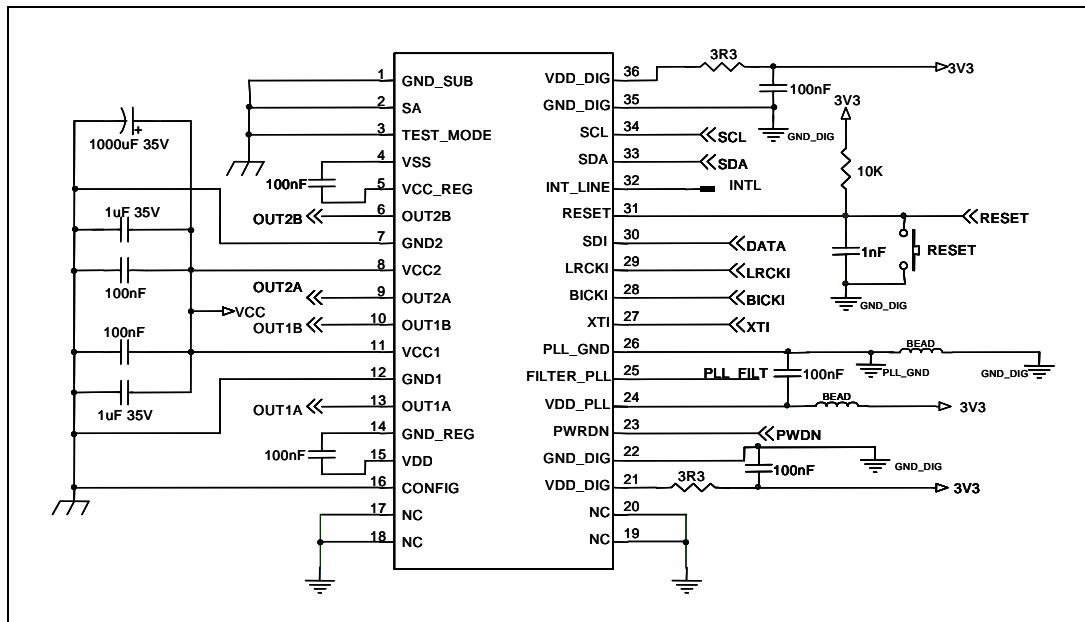 1 GND_SUB
2 SA
3 TEST_MODE
4 VSS
5 VCC_REG
6 OUT2B
7 GND2
8 VCC2
9 OUT2A
10 OUT1B
11 VCC1
12 GND1
13 OUT1A
14 GND_REG
15 VDD
16 CONFIG
17 NC
18 NC
1000uF 35V
+
100nF
OUT2B
1uF 35V
100nF
OUT2A
VCC
OUT1B
100nF
1uF 35V
OUT1A
100nF
VDD_DIG 36
GND_DIG 35
SCL 34
SDA 33
INT_LINE 32
RESET 31
SDI 30
LRCKI 29
BICKI 28
XTI 27
PLL_GND 26
FILTER_PLL 25
VDD_PLL 24
PWRDN 23
GND_DIG 22
VDD_DIG 21
NC 20
NC 19
3R3
3V3
100nF
GND_DIG
3V3
SCL
SDA
10K
INTL
RESET
DATA
1nF
RESET
LRCKI
BICKI
GND_DIG
XTI
BEAD
PLL_FILT
100nF
PLL_GND
GND_DIG
BEAD
3V3
PWDN
100nF
GND_DIG
3R3
3V3